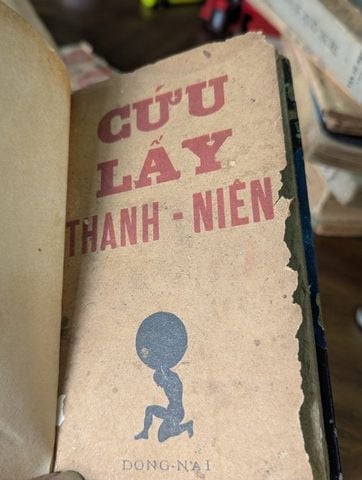 CỨU
LẤY
THANH - NIÊN
DONG-NAI